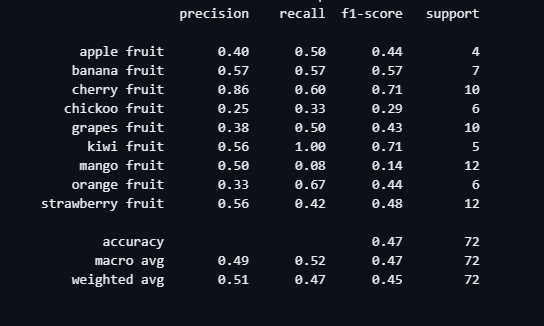 precision recall f1-score support
apple fruit 0.40 0.50 0.44 4
banana fruit 0.57 0.57 0.57 7
cherry fruit 0.86 0.60 0.71 10
chickoo fruit 0.25 0.33 0.29 6
grapes fruit 0.38 0.50 0.43 10
kiwi fruit 0.56 1.00 0.71 5
mango fruit 0.50 0.08 0.14 12
orange fruit 0.33 0.67 0.44 6
strawberry fruit 0.56 0.42 0.48 12
accuracy 0.47 72
macro avg 0.49 0.52 0.47 72
weighted avg 0.51 0.47 0.45 72